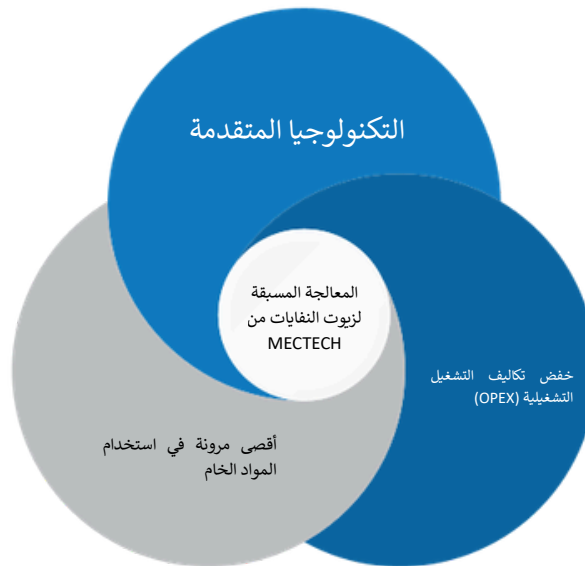 التكنولوجيا المتقدمة
المعالجة المسبقة
لزيوت النفايات من
MECTECH
خفض تكاليف التشغيل
التشغيلية (OPEX)
أقصى مرونة في استخدام
المواد الخام